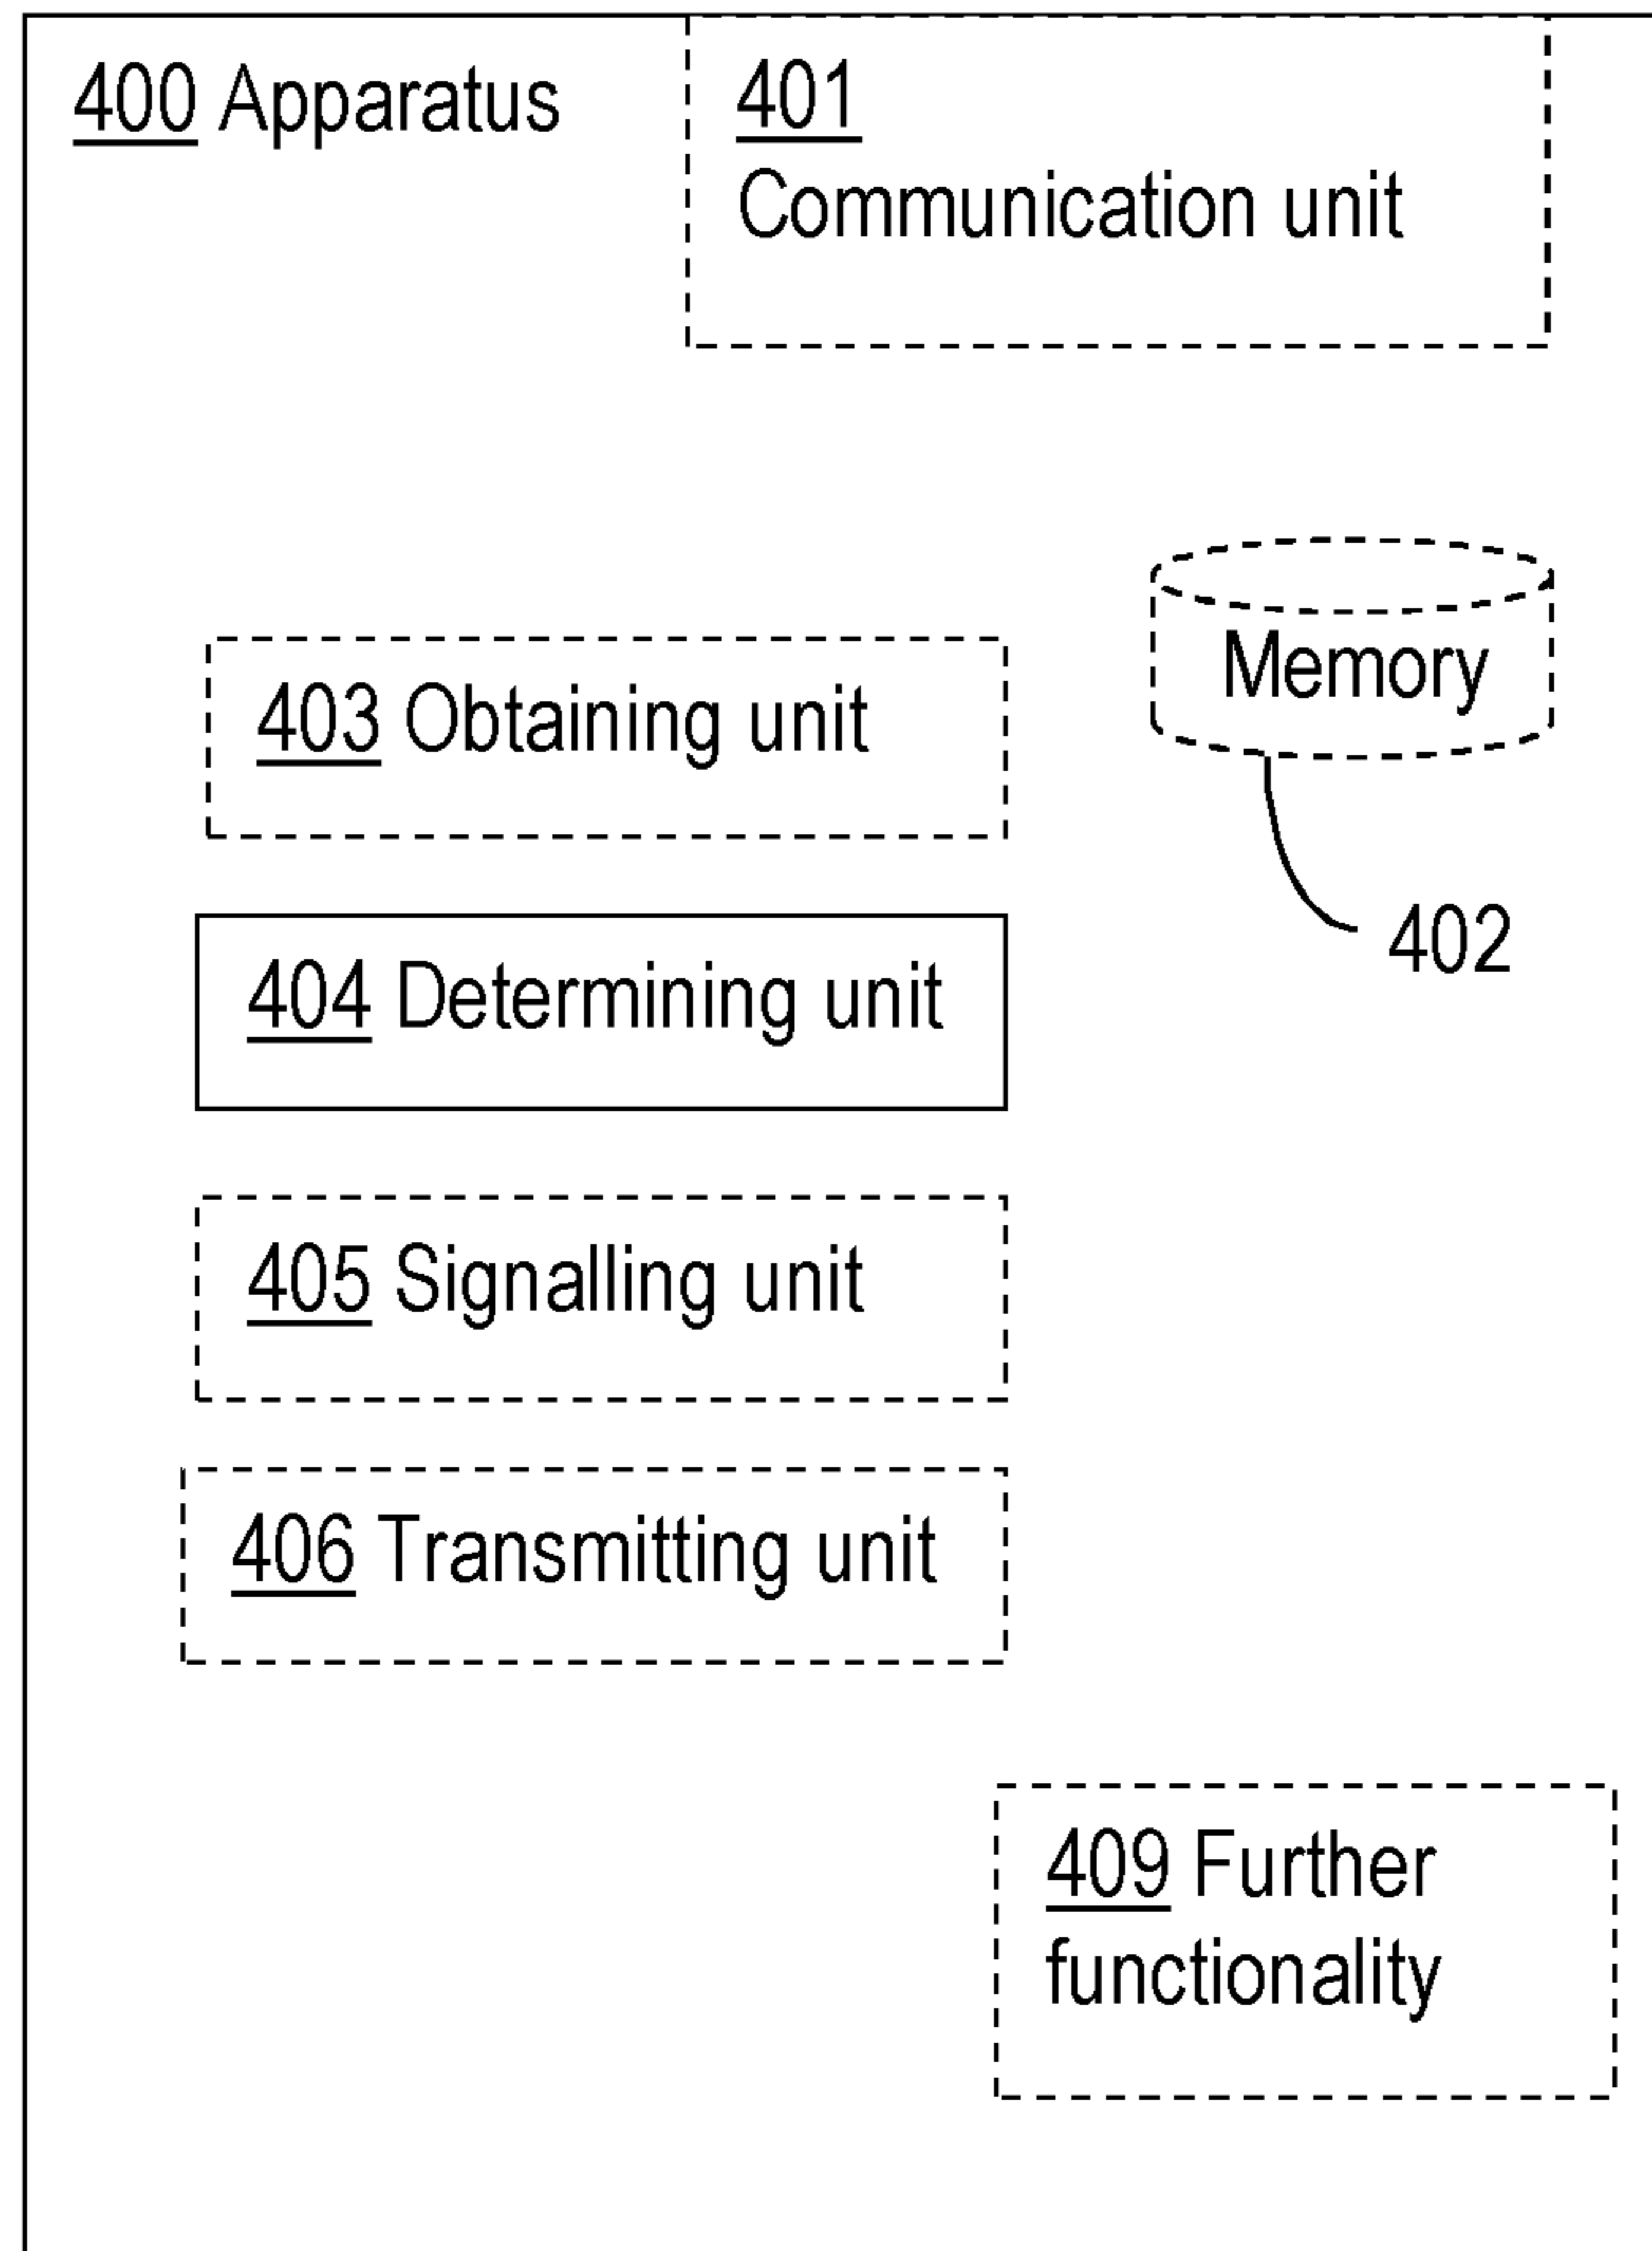 400 Apparatus
401
Communication unit
Memory
403 Obtaining unit
402
404 Determining unit
405 Signalling unit
406 Transmitting unit
409 Further
functionality